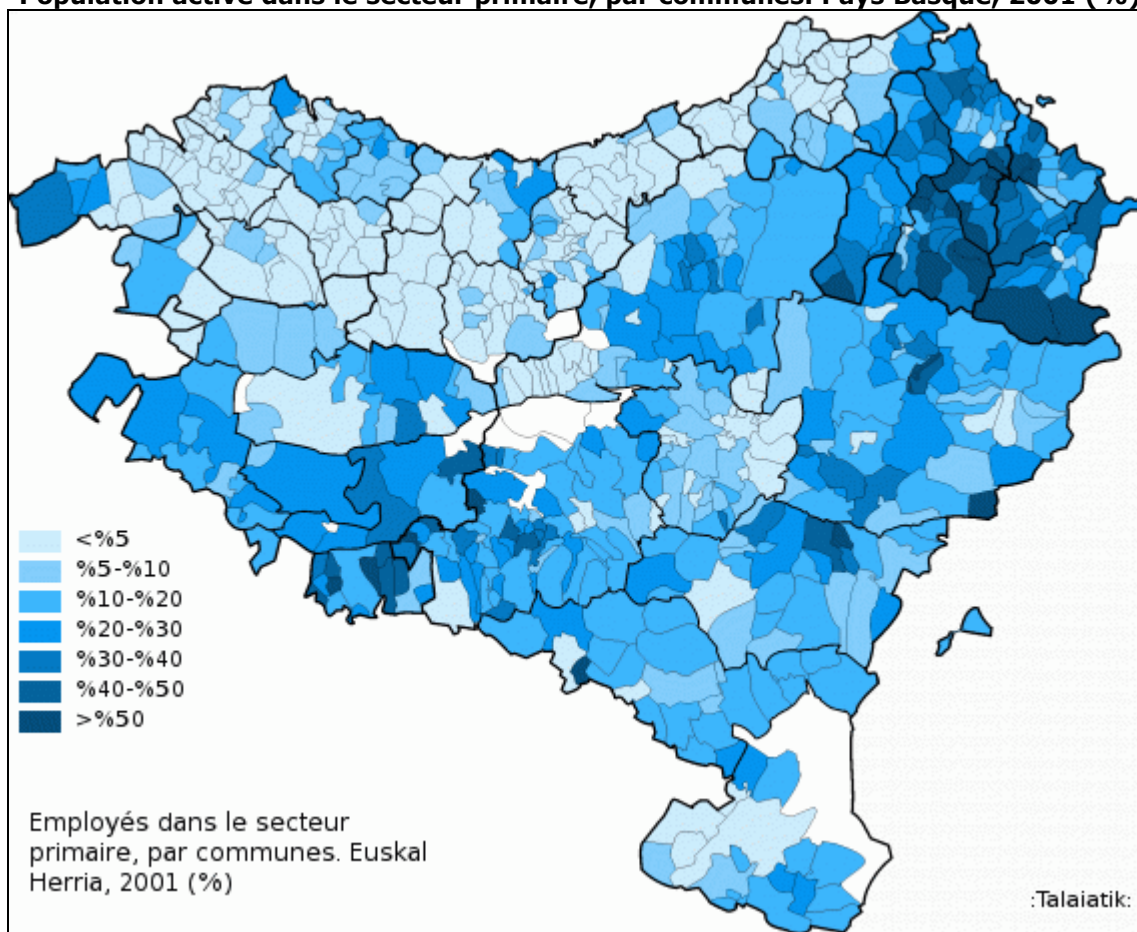 Population active dans le secteur primaire, par communes. Pays Basque, 2001 (%)
<%5
%5-%10
%10-%20
%20-%30
%30-%40
%40-%50
>%50
Employés dans le secteur
primaire, par communes. Euskal
Herria, 2001 (%)
:Talaiatik: